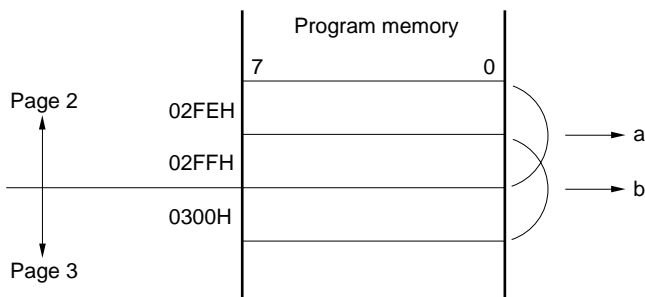 Program memory
7 0
Page 2
02FEH
a
02FFH
b
0300H
Page 3